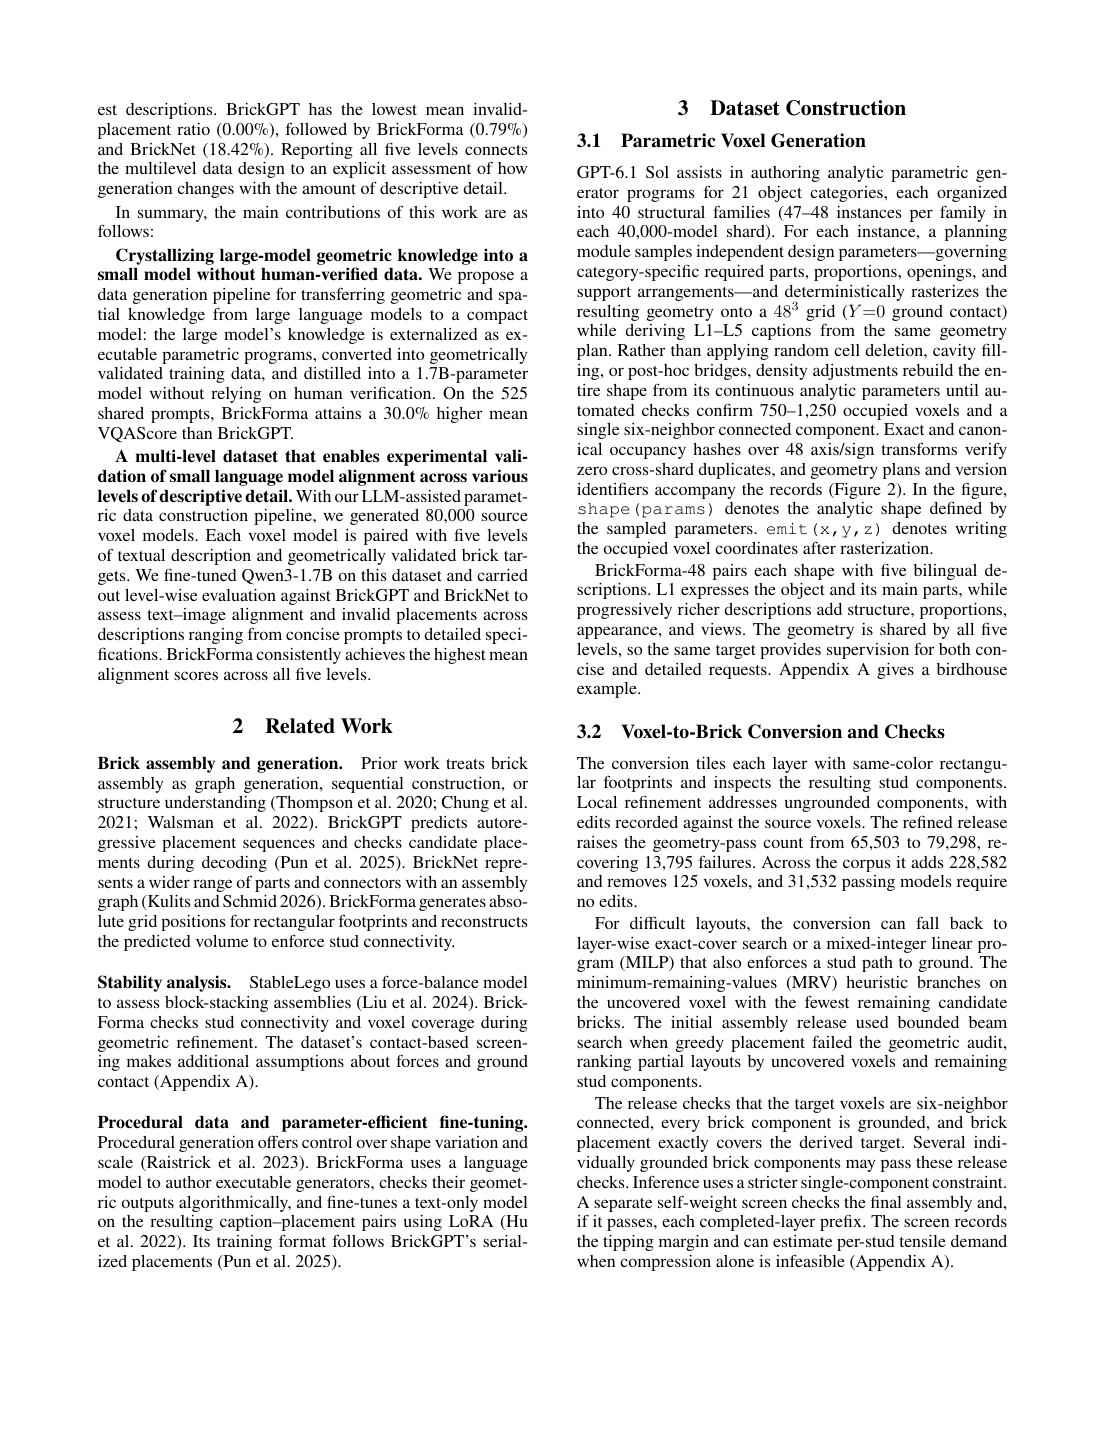 est descriptions. BrickGPT has the lowest mean invalid-
placement ratio (0.00%), followed by BrickForma (0.79%)
and BrickNet (18.42%). Reporting all five levels connects
the multilevel data design to an explicit assessment of how
generation changes with the amount of descriptive detail.
In summary, the main contributions of this work are as
follows:
Crystallizing large-model geometric knowledge into a
small model without human-verified data. We propose a
data generation pipeline for transferring geometric and spa-
tial knowledge from large language models to a compact
model: the large model's knowledge is externalized as ex-
ecutable parametric programs, converted into geometrically
validated training data, and distilled into a 1.7B-parameter
model without relying on human verification. On the 525
shared prompts, BrickForma attains a 30.0% higher mean
VQAScore than BrickGPT.
A multi-level dataset that enables experimental vali-
dation of small language model alignment across various
levels of descriptive detail. With our LLM-assisted paramet-
ric data construction pipeline, we generated 80,000 source
voxel models. Each voxel model is paired with five levels
of textual description and geometrically validated brick tar-
gets. We fine-tuned Qwen3-1.7B on this dataset and carried
out level-wise evaluation against BrickGPT and BrickNet to
assess text–image alignment and invalid placements across
descriptions ranging from concise prompts to detailed speci-
fications. BrickForma consistently achieves the highest mean
alignment scores across all five levels.
2 Related Work
Brick assembly and generation. Prior work treats brick
assembly as graph generation, sequential construction, or
structure understanding (Thompson et al. 2020; Chung et al.
2021; Walsman et al. 2022). BrickGPT predicts autore-
gressive placement sequences and checks candidate place-
ments during decoding (Pun et al. 2025). BrickNet repre-
sents a wider range of parts and connectors with an assembly
graph (Kulits and Schmid 2026). BrickForma generates abso-
lute grid positions for rectangular footprints and reconstructs
the predicted volume to enforce stud connectivity.
Stability analysis. StableLego uses a force-balance model
to assess block-stacking assemblies (Liu et al. 2024). Brick-
Forma checks stud connectivity and voxel coverage during
geometric refinement. The dataset's contact-based screen-
ing makes additional assumptions about forces and ground
contact (Appendix A).
Procedural data and parameter-efficient fine-tuning.
Procedural generation offers control over shape variation and
scale (Raistrick et al. 2023). BrickForma uses a language
model to author executable generators, checks their geomet-
ric outputs algorithmically, and fine-tunes a text-only model
on the resulting caption–placement pairs using LoRA (Hu
et al. 2022). Its training format follows BrickGPT's serial-
ized placements (Pun et al. 2025).
3 Dataset Construction
3.1 Parametric Voxel Generation
GPT-6.1 Sol assists in authoring analytic parametric gen-
erator programs for 21 object categories, each organized
into 40 structural families (47–48 instances per family in
each 40,000-model shard). For each instance, a planning
module samples independent design parameters—governing
category-specific required parts, proportions, openings, and
support arrangements—and deterministically rasterizes the
resulting geometry onto a 48³ grid (Y=0 ground contact)
while deriving L1–L5 captions from the same geometry
plan. Rather than applying random cell deletion, cavity fill-
ing, or post-hoc bridges, density adjustments rebuild the en-
tire shape from its continuous analytic parameters until au-
tomated checks confirm 750–1,250 occupied voxels and a
single six-neighbor connected component. Exact and canon-
ical occupancy hashes over 48 axis/sign transforms verify
zero cross-shard duplicates, and geometry plans and version
identifiers accompany the records (Figure 2). In the figure,
shape(params) denotes the analytic shape defined by
the sampled parameters. emit(x,y,z) denotes writing
the occupied voxel coordinates after rasterization.
BrickForma-48 pairs each shape with five bilingual de-
scriptions. L1 expresses the object and its main parts, while
progressively richer descriptions add structure, proportions,
appearance, and views. The geometry is shared by all five
levels, so the same target provides supervision for both con-
cise and detailed requests. Appendix A gives a birdhouse
example.
3.2 Voxel-to-Brick Conversion and Checks
The conversion tiles each layer with same-color rectangu-
lar footprints and inspects the resulting stud components.
Local refinement addresses ungrounded components, with
edits recorded against the source voxels. The refined release
raises the geometry-pass count from 65,503 to 79,298, re-
covering 13,795 failures. Across the corpus it adds 228,582
and removes 125 voxels, and 31,532 passing models require
no edits.
For difficult layouts, the conversion can fall back to
layer-wise exact-cover search or a mixed-integer linear pro-
gram (MILP) that also enforces a stud path to ground. The
minimum-remaining-values (MRV) heuristic branches on
the uncovered voxel with the fewest remaining candidate
bricks. The initial assembly release used bounded beam
search when greedy placement failed the geometric audit,
ranking partial layouts by uncovered voxels and remaining
stud components.
The release checks that the target voxels are six-neighbor
connected, every brick component is grounded, and brick
placement exactly covers the derived target. Several indi-
vidually grounded brick components may pass these release
checks. Inference uses a stricter single-component constraint.
A separate self-weight screen checks the final assembly and,
if it passes, each completed-layer prefix. The screen records
the tipping margin and can estimate per-stud tensile demand
when compression alone is infeasible (Appendix A).